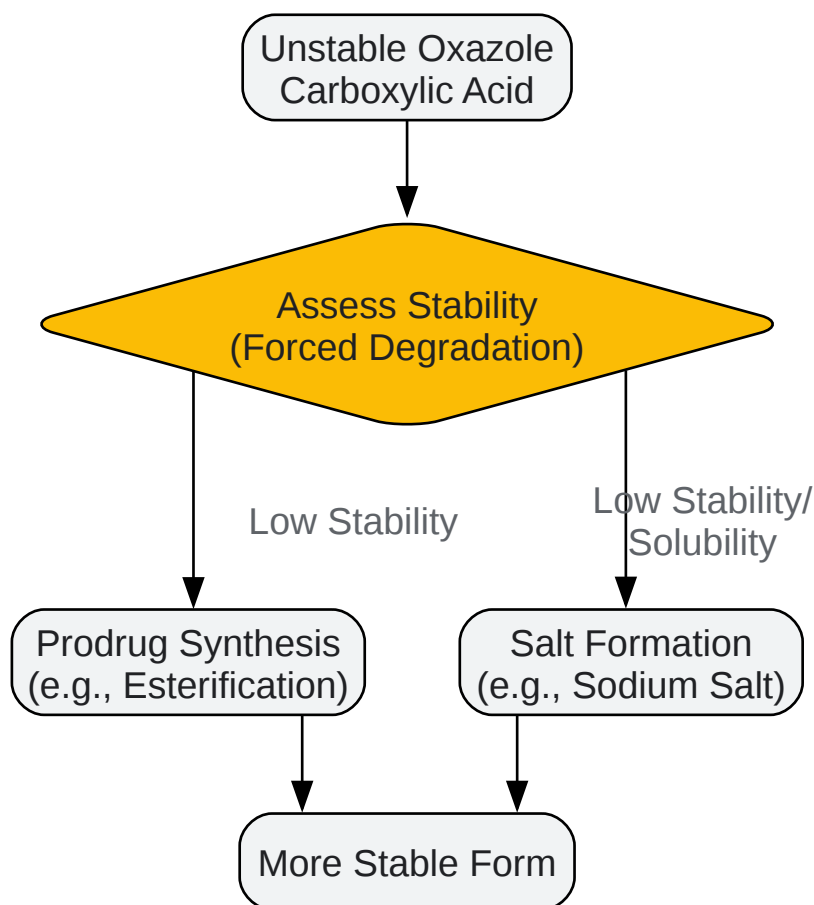 Unstable Oxazole
Carboxylic Acid
Assess Stability
(Forced Degradation)
Low Stability
Low Stability/
Solubility
Prodrug Synthesis
(e.g., Esterification)
Salt Formation
(e.g., Sodium Salt)
More Stable Form